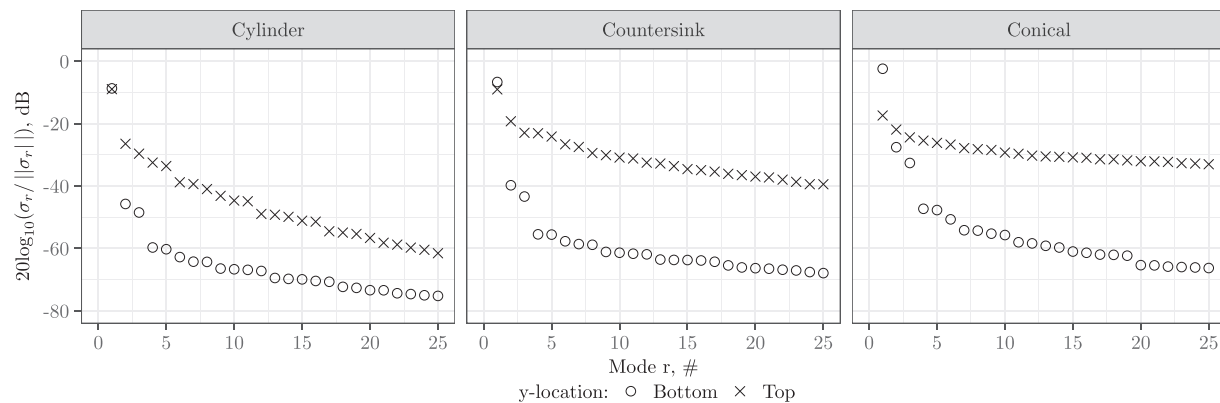 Cylinder
Countersink
Conical
20log₁₀(σᵣ/||σᵣ||), dB
0
-20
-40
-60
-80
0 5 10 15 20 25
0 5 10 15 20 25
0 5 10 15 20 25
Mode r, #
y-location: Bottom Top